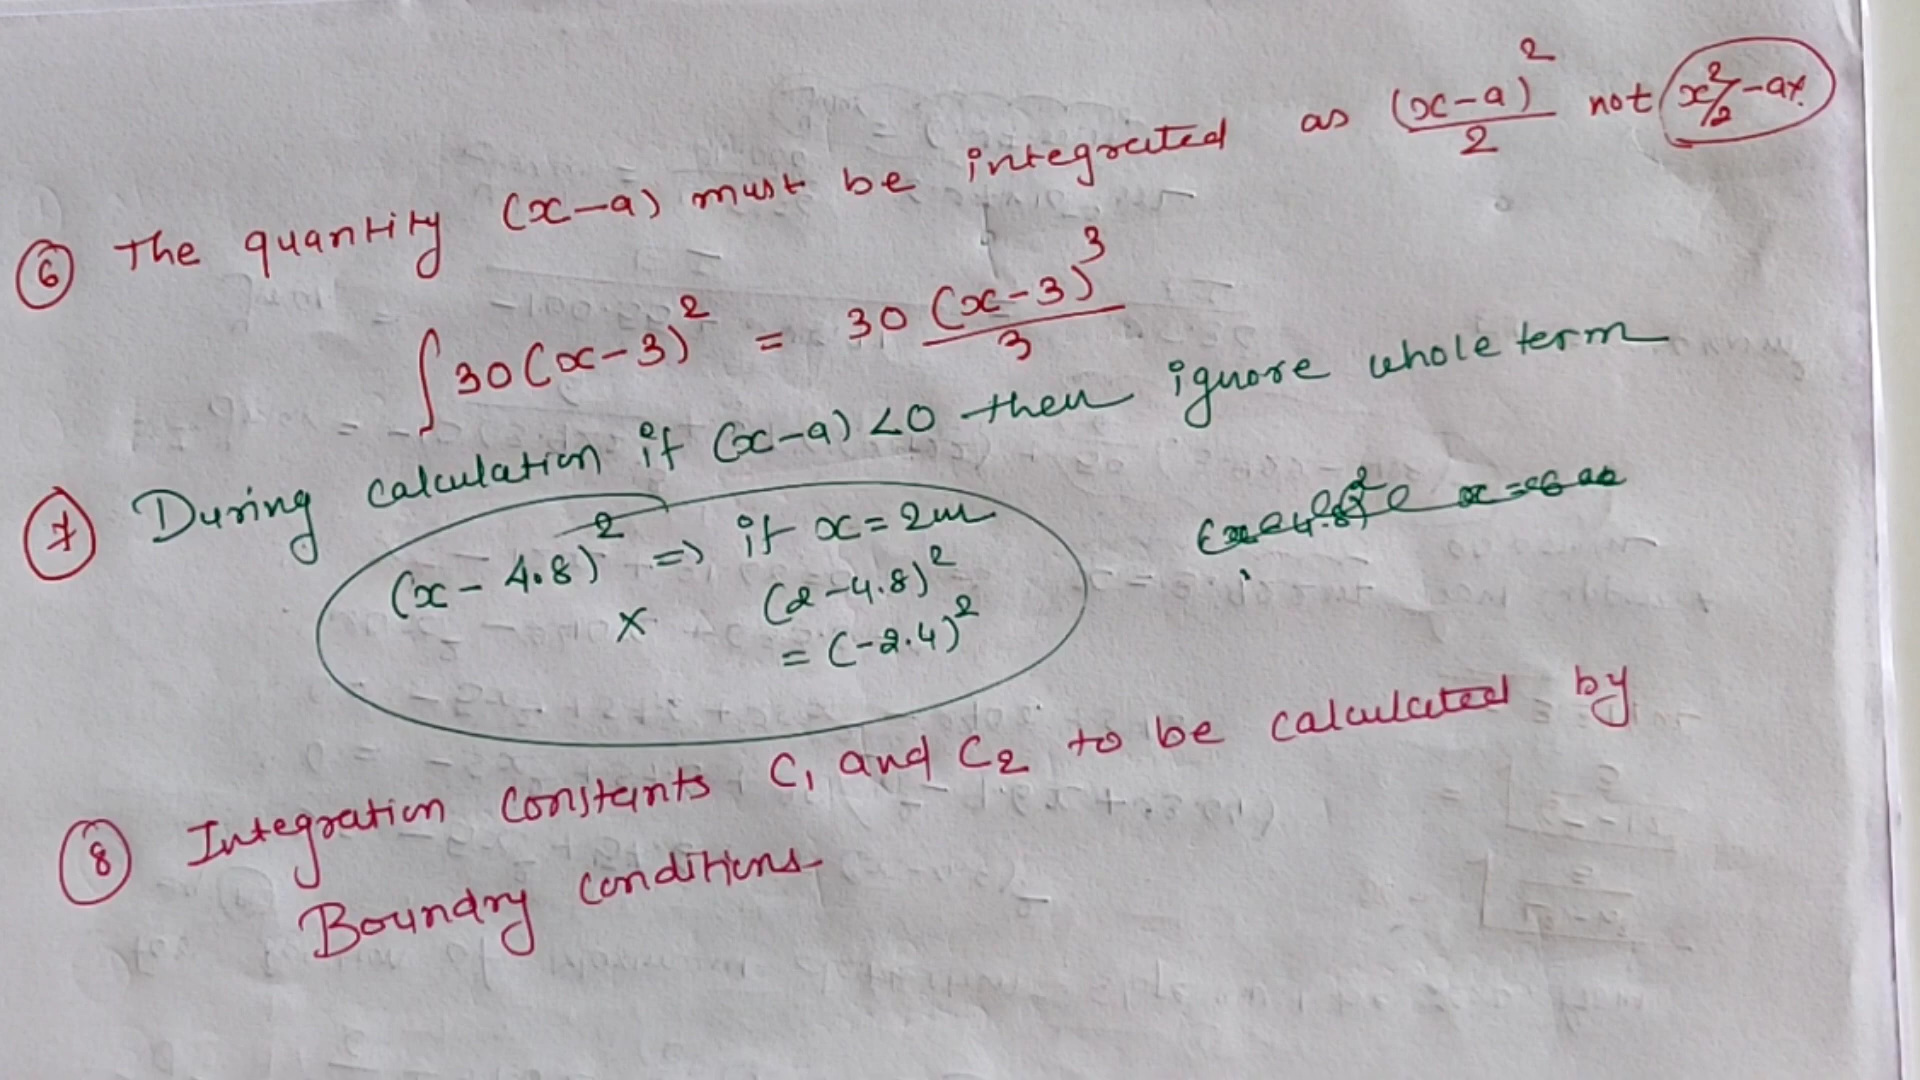 ⑥ The quantity (x-a) must be integrated as (x-a)²/2 not x²/2-ax
∫30(x-3)² = 30 (x-3)³/3
⑦ During calculation if (x-a) <0 then ignore whole term
(x-4.8)² => if x=2m
x (2-4.8)²
= (-2.4)²
⑧ Integration constants C₁ and C₂ to be calculated by
Boundry conditions